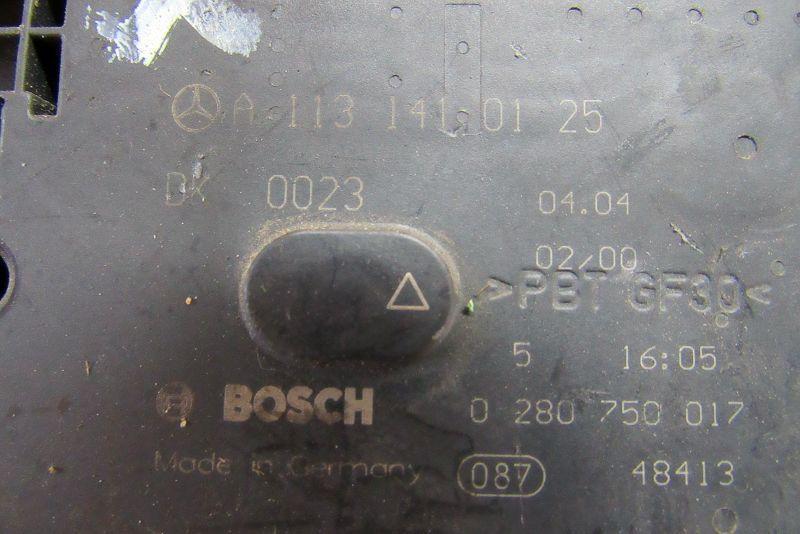 A 113 141 01 25
DK 0023
04.04
02/00
>PBT GF30<
5 16:05
BOSCH 0 280 750 017
Made in Germany 087 48413